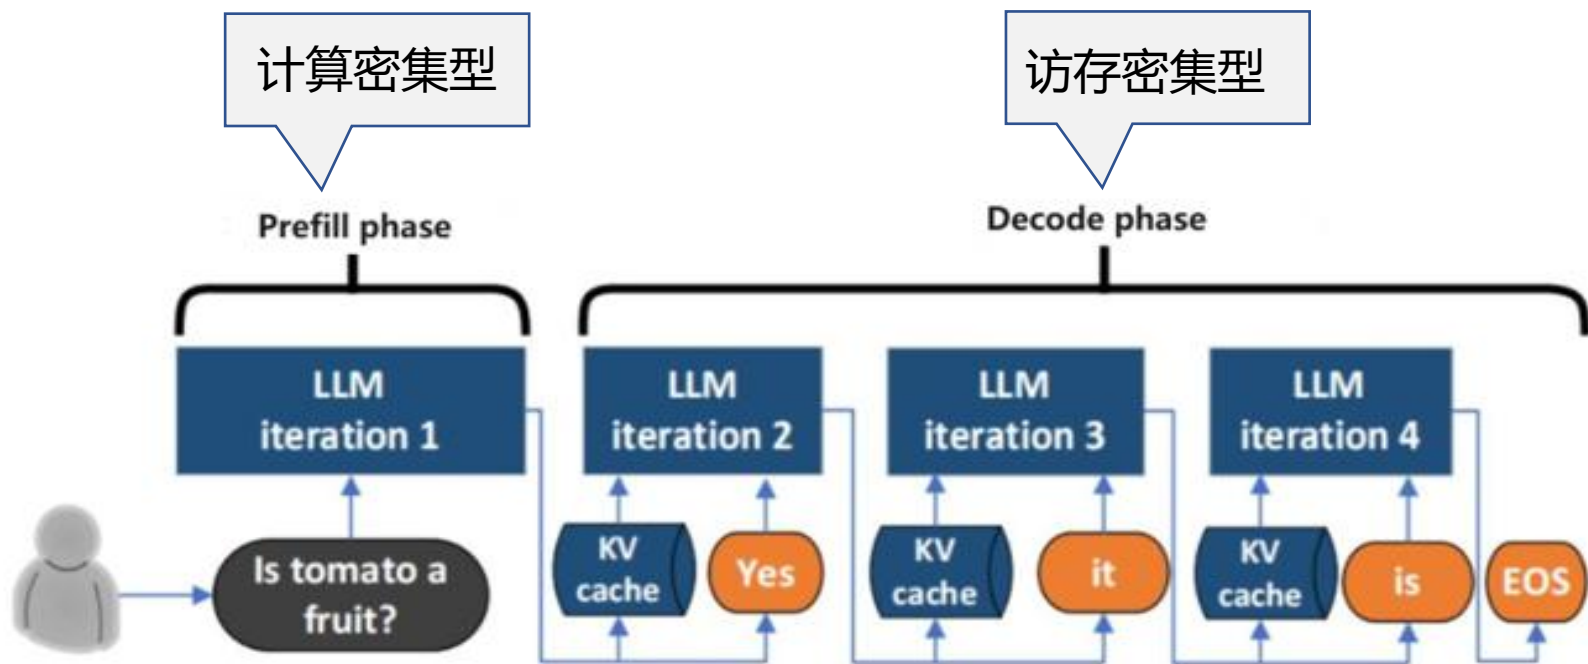 计算密集型
访存密集型
Prefill phase
Decode phase
LLM
iteration 1
LLM
iteration 2
LLM
iteration 3
LLM
iteration 4
Is tomato a
fruit?
KV
cache
Yes
KV
cache
it
KV
cache
is
EOS